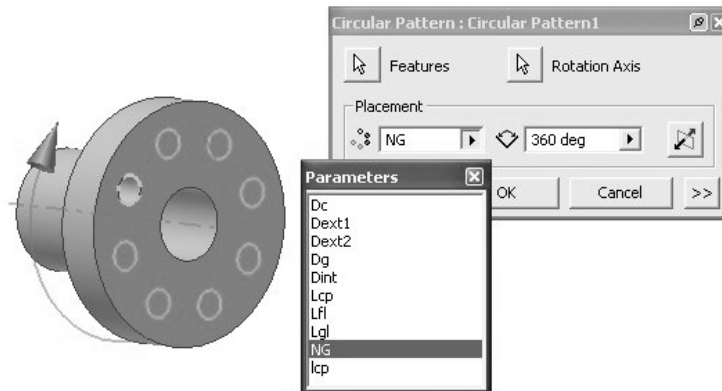 Circular Pattern : Circular Pattern1
Features
Rotation Axis
Placement
NG
360 deg
Parameters
OK
Cancel
>>
Dc
Dext1
Dext2
Dg
Dint
Lcp
Lfl
Lgl
NG
lcp